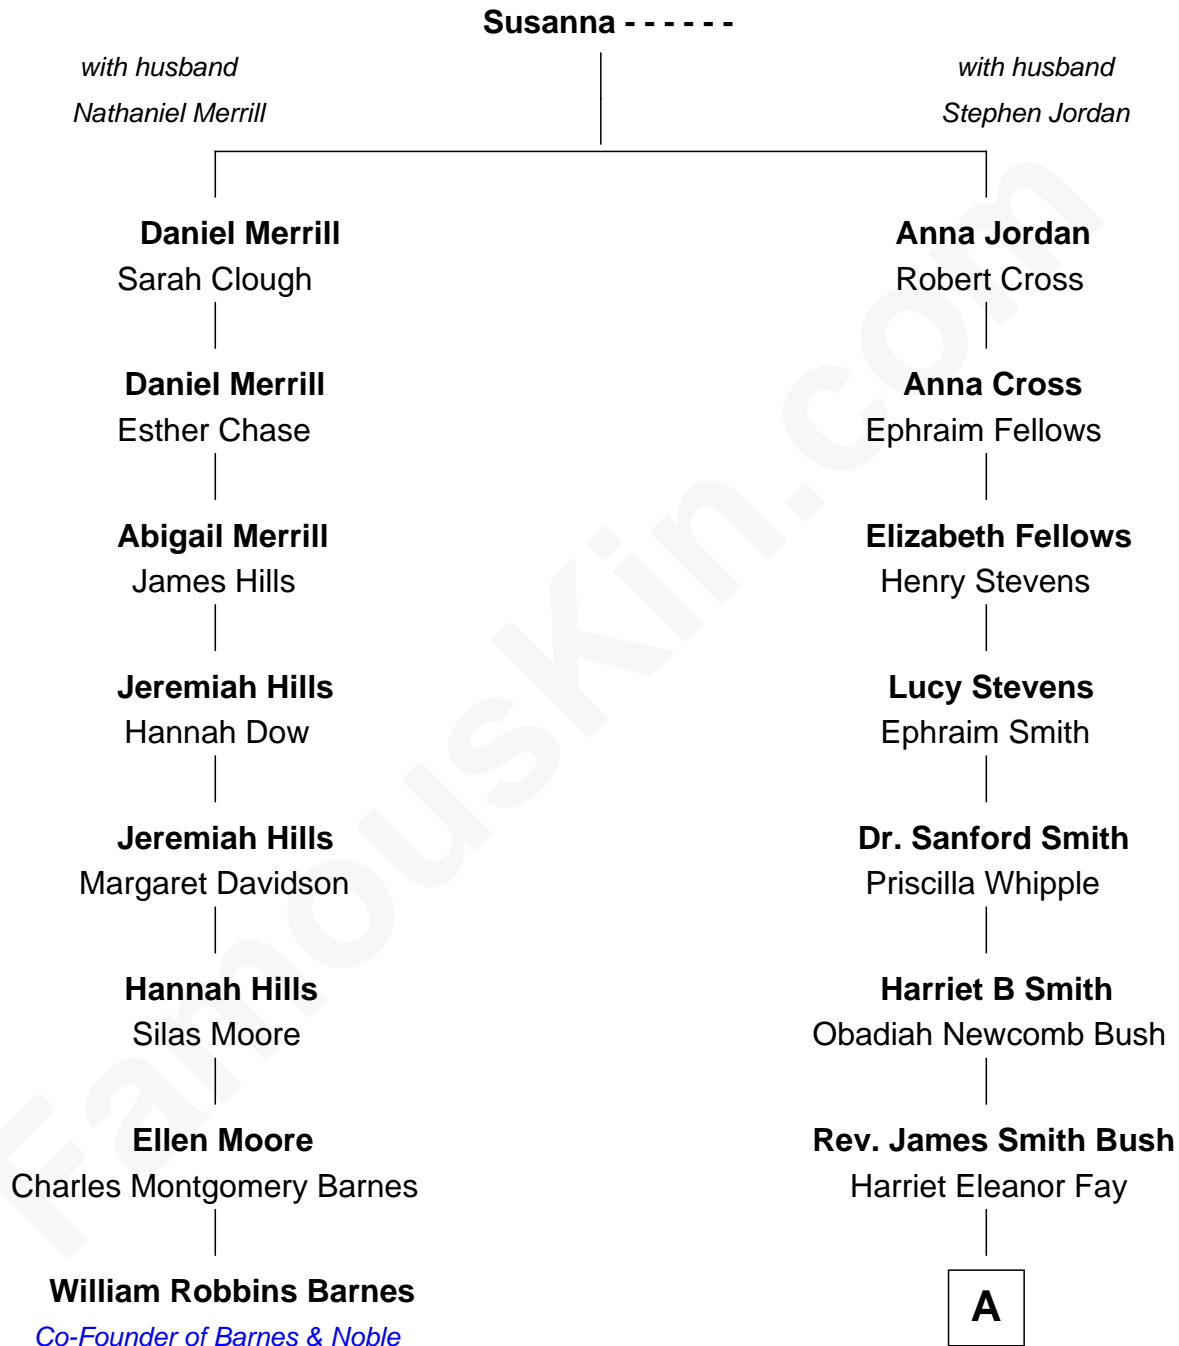 Susanna - - - - - -
with husband
Nathaniel Merrill
with husband
Stephen Jordan
Daniel Merrill
Sarah Clough
Anna Jordan
Robert Cross
Daniel Merrill
Esther Chase
Anna Cross
Ephraim Fellows
Abigail Merrill
James Hills
Elizabeth Fellows
Henry Stevens
Jeremiah Hills
Hannah Dow
Lucy Stevens
Ephraim Smith
Jeremiah Hills
Margaret Davidson
Dr. Sanford Smith
Priscilla Whipple
Hannah Hills
Silas Moore
Harriet B Smith
Obadiah Newcomb Bush
Ellen Moore
Charles Montgomery Barnes
Rev. James Smith Bush
Harriet Eleanor Fay
William Robbins Barnes
Co-Founder of Barnes & Noble
A
FamousKin.com